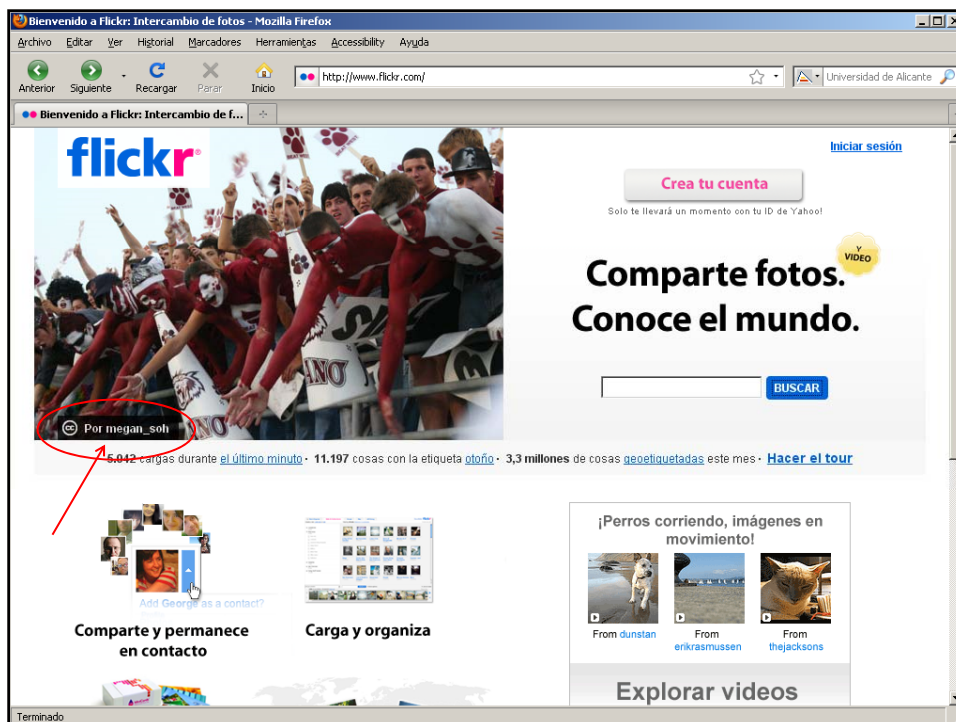 Bienvenido a Flickr: Intercambio de fotos - Mozilla Firefox
Archivo Editar Ver Historial Marcadores Herramientas Accessibility Ayuda
Anterior Siguiente Recargar Parar Inicio http://www.flickr.com/ Universidad de Alicante
Bienvenido a Flickr: Intercambio de f...
flickr
Iniciar sesión
Crea tu cuenta
Solo te llevará un momento con tu ID de Yahoo!
Y
VIDEO
Comparte fotos.
Conoce el mundo.
BUSCAR
NO
cc Por megan_soh
5.042 cargas durante el último minuto · 11.197 cosas con la etiqueta otoño · 3,3 millones de cosas geoetiquetadas este mes · Hacer el tour
¡Perros corriendo, imágenes en
movimiento!
Add George as a contact?
From dunstan
From
erikrasmussen
From
thejacksons
Comparte y permanece
en contacto
Carga y organiza
Explorar videos
Terminado